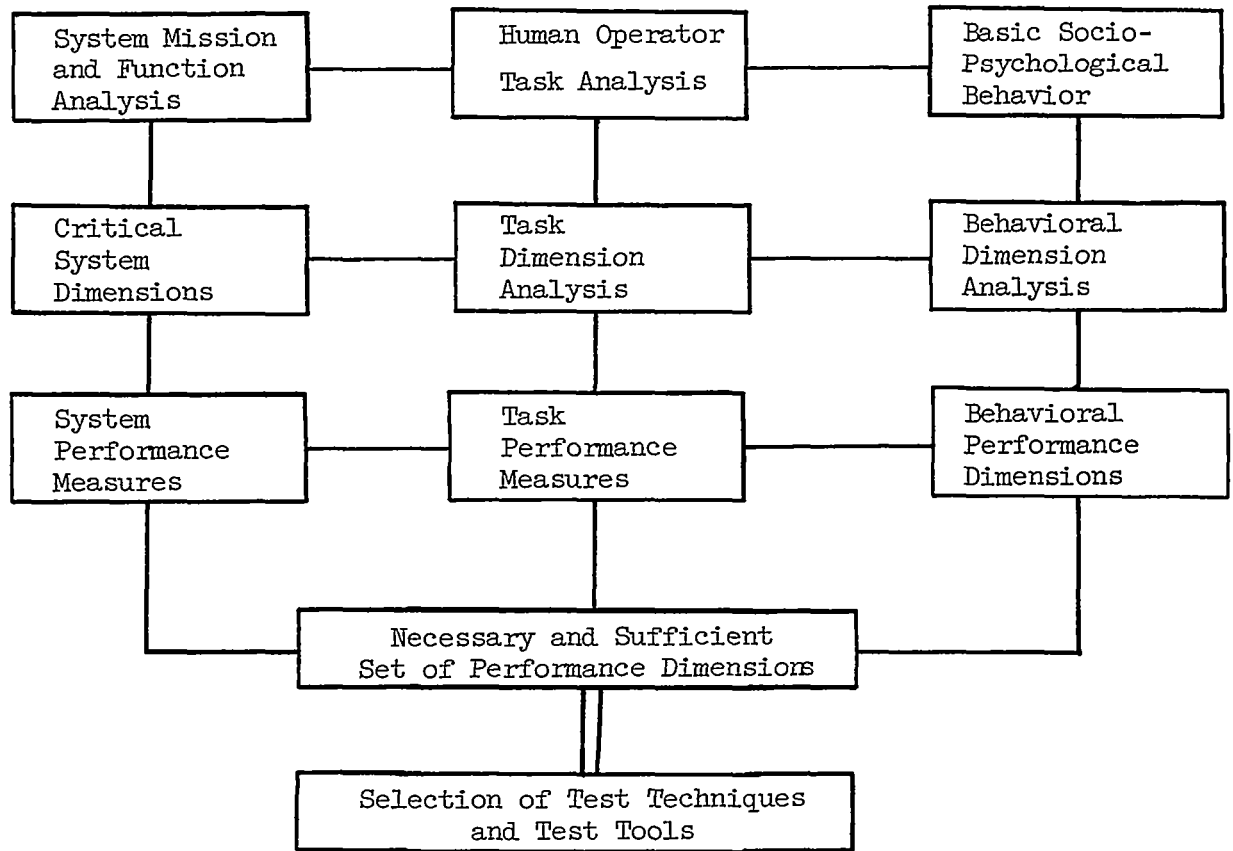 System Mission
and Function
Analysis
Human Operator
Task Analysis
Basic Socio-
Psychological
Behavior
Critical
System
Dimensions
Task
Dimension
Analysis
Behavioral
Dimension
Analysis
System
Performance
Measures
Task
Performance
Measures
Behavioral
Performance
Dimensions
Necessary and Sufficient
Set of Performance Dimensions
Selection of Test Techniques
and Test Tools